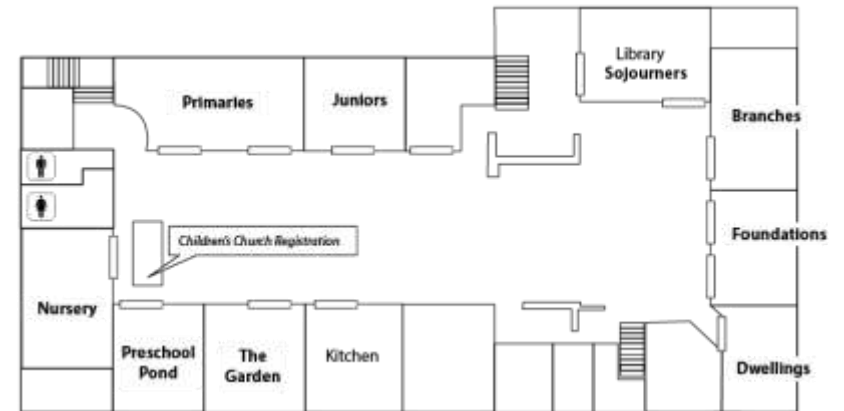 Library
Sojourners
Primaries
Juniors
Branches
Foundations
Children's Church Registration
Nursery
Preschool
Pond
The
Garden
Kitchen
Dwellings